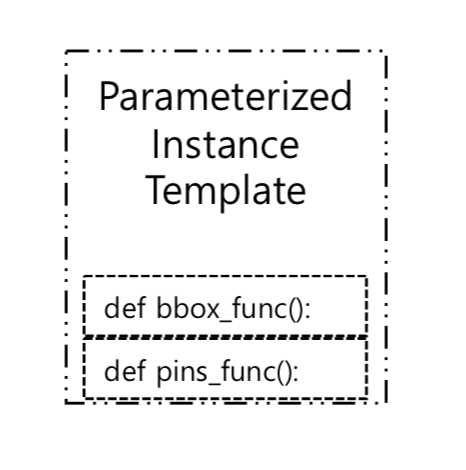 Parameterized
Instance
Template
def bbox_func():
def pins_func():